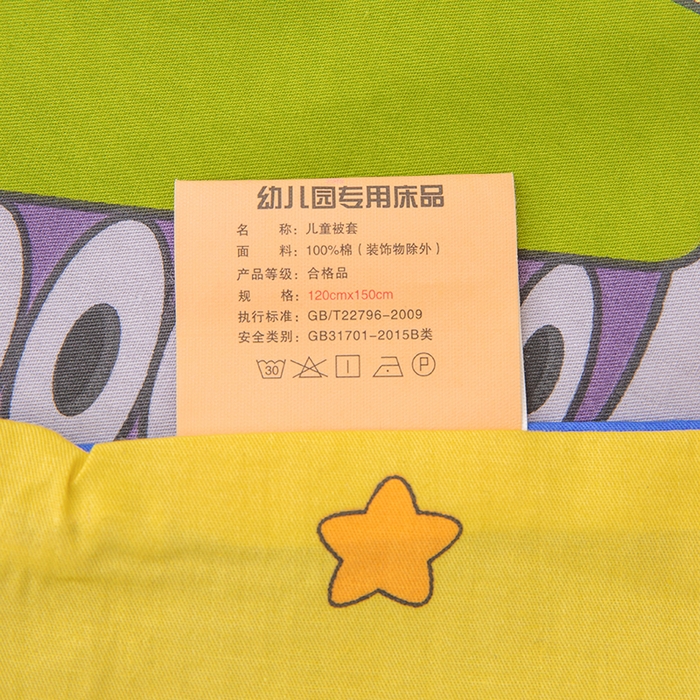 幼儿园专用床品
名 称：儿童被套
面 料：100%棉（装饰物除外）
产品等级：合格品
规 格：120cmx150cm
执行标准：GB/T22796-2009
安全类别：GB31701-2015B类
30 P